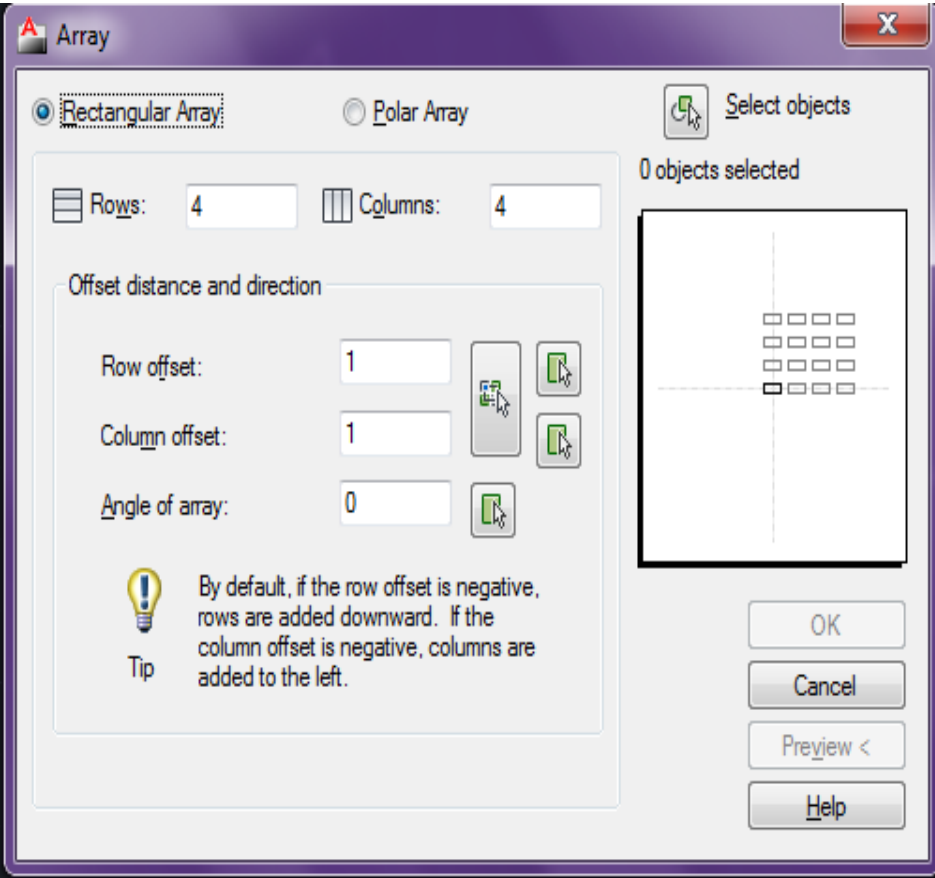 Array
Rectangular Array
Polar Array
Select objects
0 objects selected
Rows: 4
Columns: 4
Offset distance and direction
Row offset: 1
Column offset: 1
Angle of array: 0
Tip
By default, if the row offset is negative,
rows are added downward. If the
column offset is negative, columns are
added to the left.
OK
Cancel
Preview <
Help